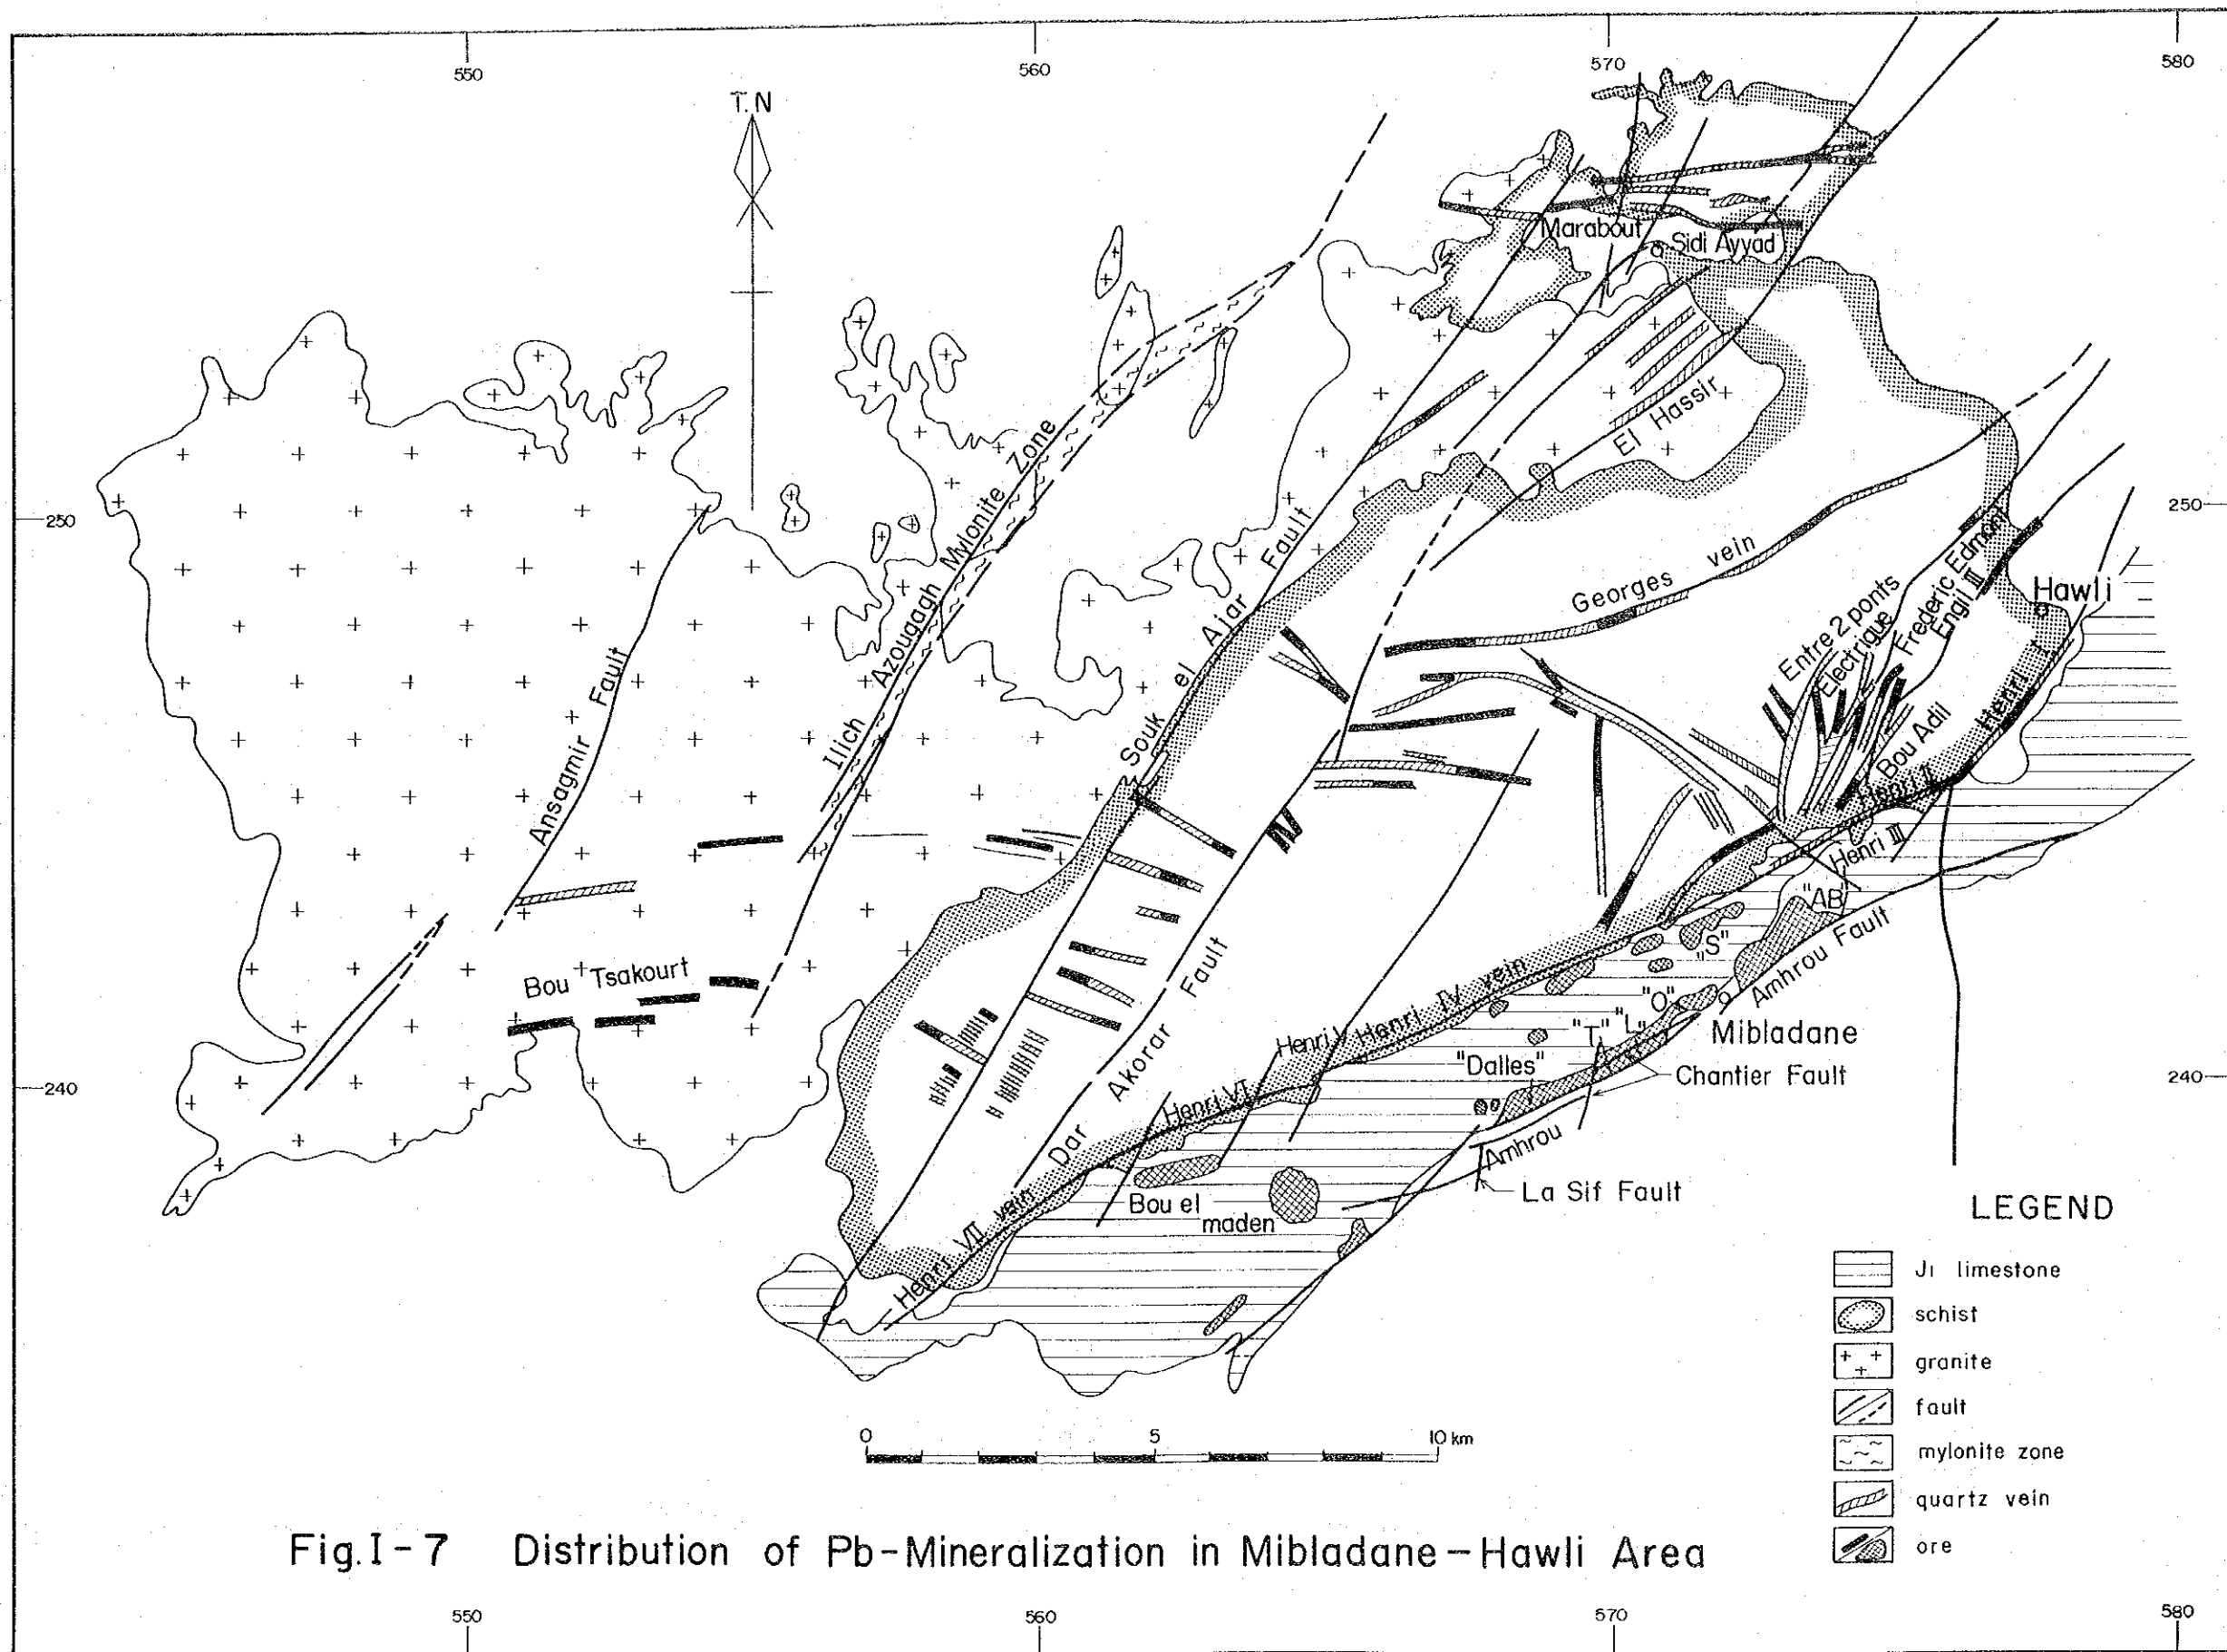 550
560
570
580
T.N
Marabout
Sidi Ayyad
El Hassir
Ilich Azougagh Mylonite Zone
250
250
Ansagmir Fault
Souk el Ajar Fault
Georges vein
Entre 2 ponts
Electrique
Frederic Edmont
Engil III
Hawli
Bou Adil
Henri I
Henri II
Henri III
"AB"
"S"
Amhrou Fault
Bou Tsakourt
Dar Akorar Fault
Henri V
Henri IV vein
"O"
"L"
"T"
Mibladane
"Dalles"
Chantier Fault
240
240
Henri VI
Amhrou
La Sif Fault
Bou el
maden
Henri VII vein
LEGEND
J1 limestone
schist
granite
fault
mylonite zone
quartz vein
ore
0
5
10 km
Fig. I-7 Distribution of Pb-Mineralization in Mibladane-Hawli Area
550
560
570
580